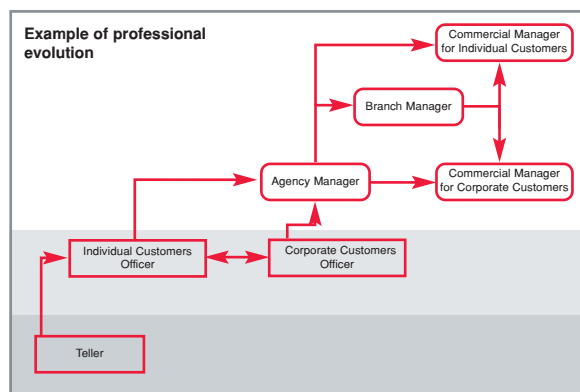 Example of professional
evolution
Commercial Manager
for Individual Customers
Branch Manager
Agency Manager
Commercial Manager
for Corporate Customers
Individual Customers
Officer
Corporate Customers
Officer
Teller